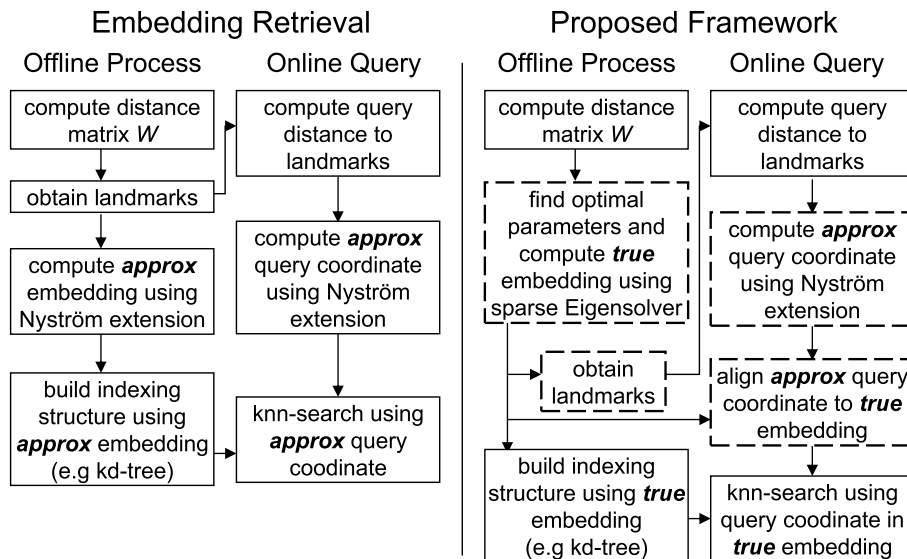 Embedding Retrieval
Offline Process
compute distance
matrix W
obtain landmarks
compute approx
embedding using
Nyström extension
build indexing
structure using
approx embedding
(e.g kd-tree)
Online Query
compute query
distance to
landmarks
compute approx
query coordinate
using Nyström
extension
knn-search using
approx query
coodinate
Proposed Framework
Offline Process
compute distance
matrix W
find optimal
parameters and
compute true
embedding using
sparse Eigensolver
obtain
landmarks
build indexing
structure using true
embedding
(e.g kd-tree)
Online Query
compute query
distance to
landmarks
compute approx
query coordinate
using Nyström
extension
align approx query
coordinate to true
embedding
knn-search using
query coodinate in
true embedding